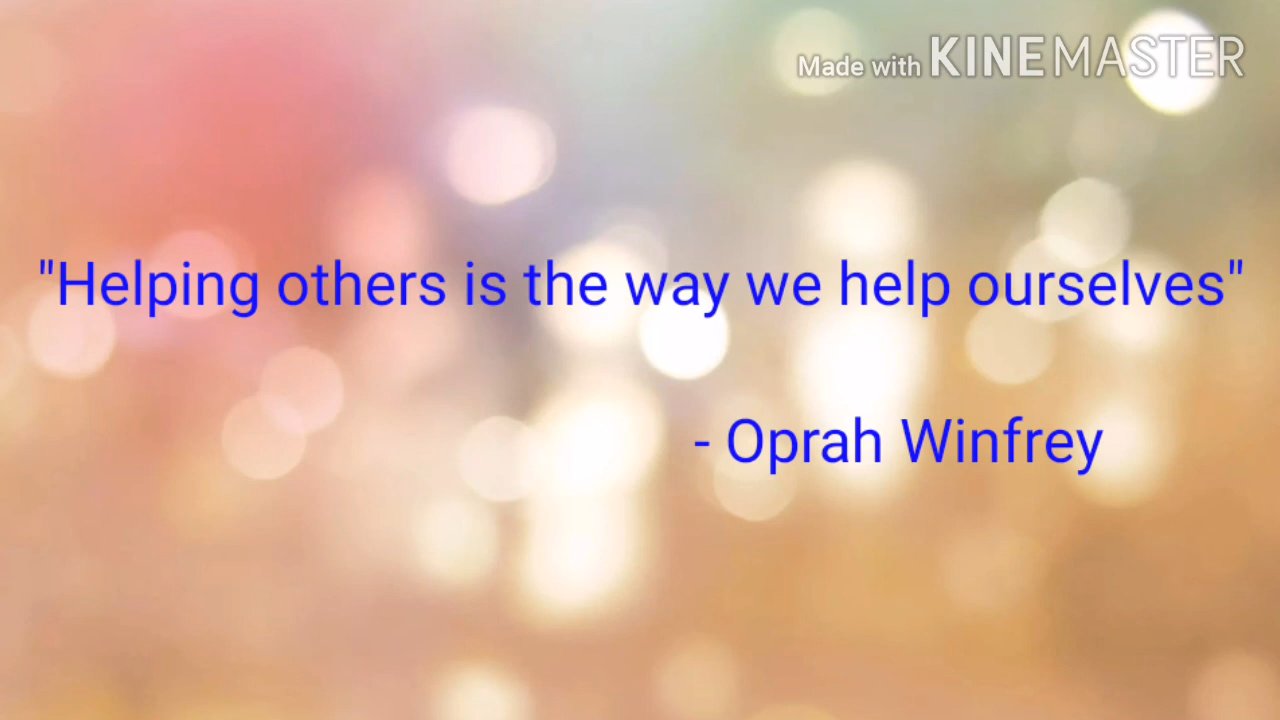 Made with KINEMASTER
"Helping others is the way we help ourselves"
- Oprah Winfrey